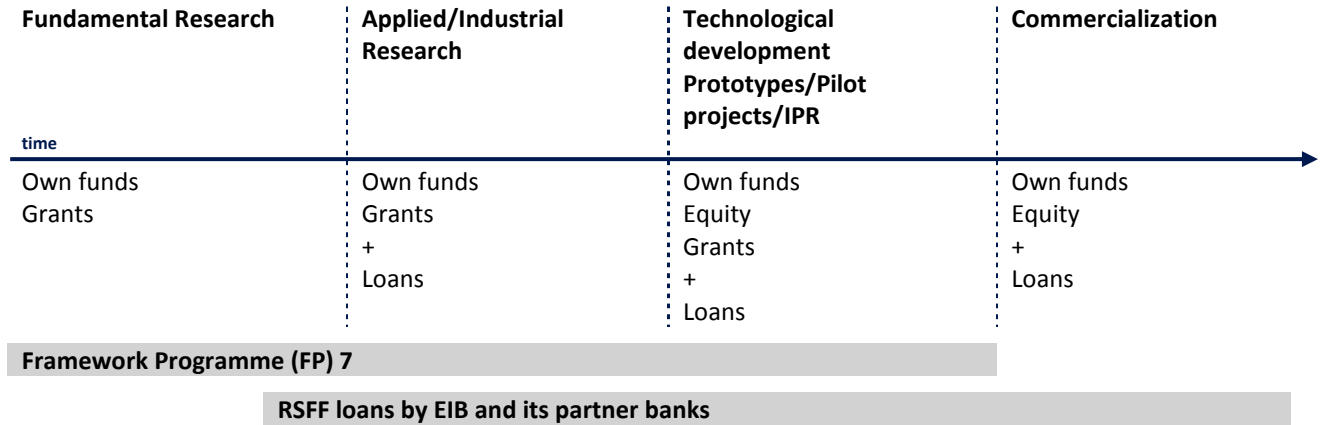 Fundamental Research
Applied/Industrial
Research
Technological
development
Prototypes/Pilot
projects/IPR
Commercialization
time
Own funds
Grants
Own funds
Grants
+
Loans
Own funds
Equity
Grants
+
Loans
Own funds
Equity
+
Loans
Framework Programme (FP) 7
RSFF loans by EIB and its partner banks